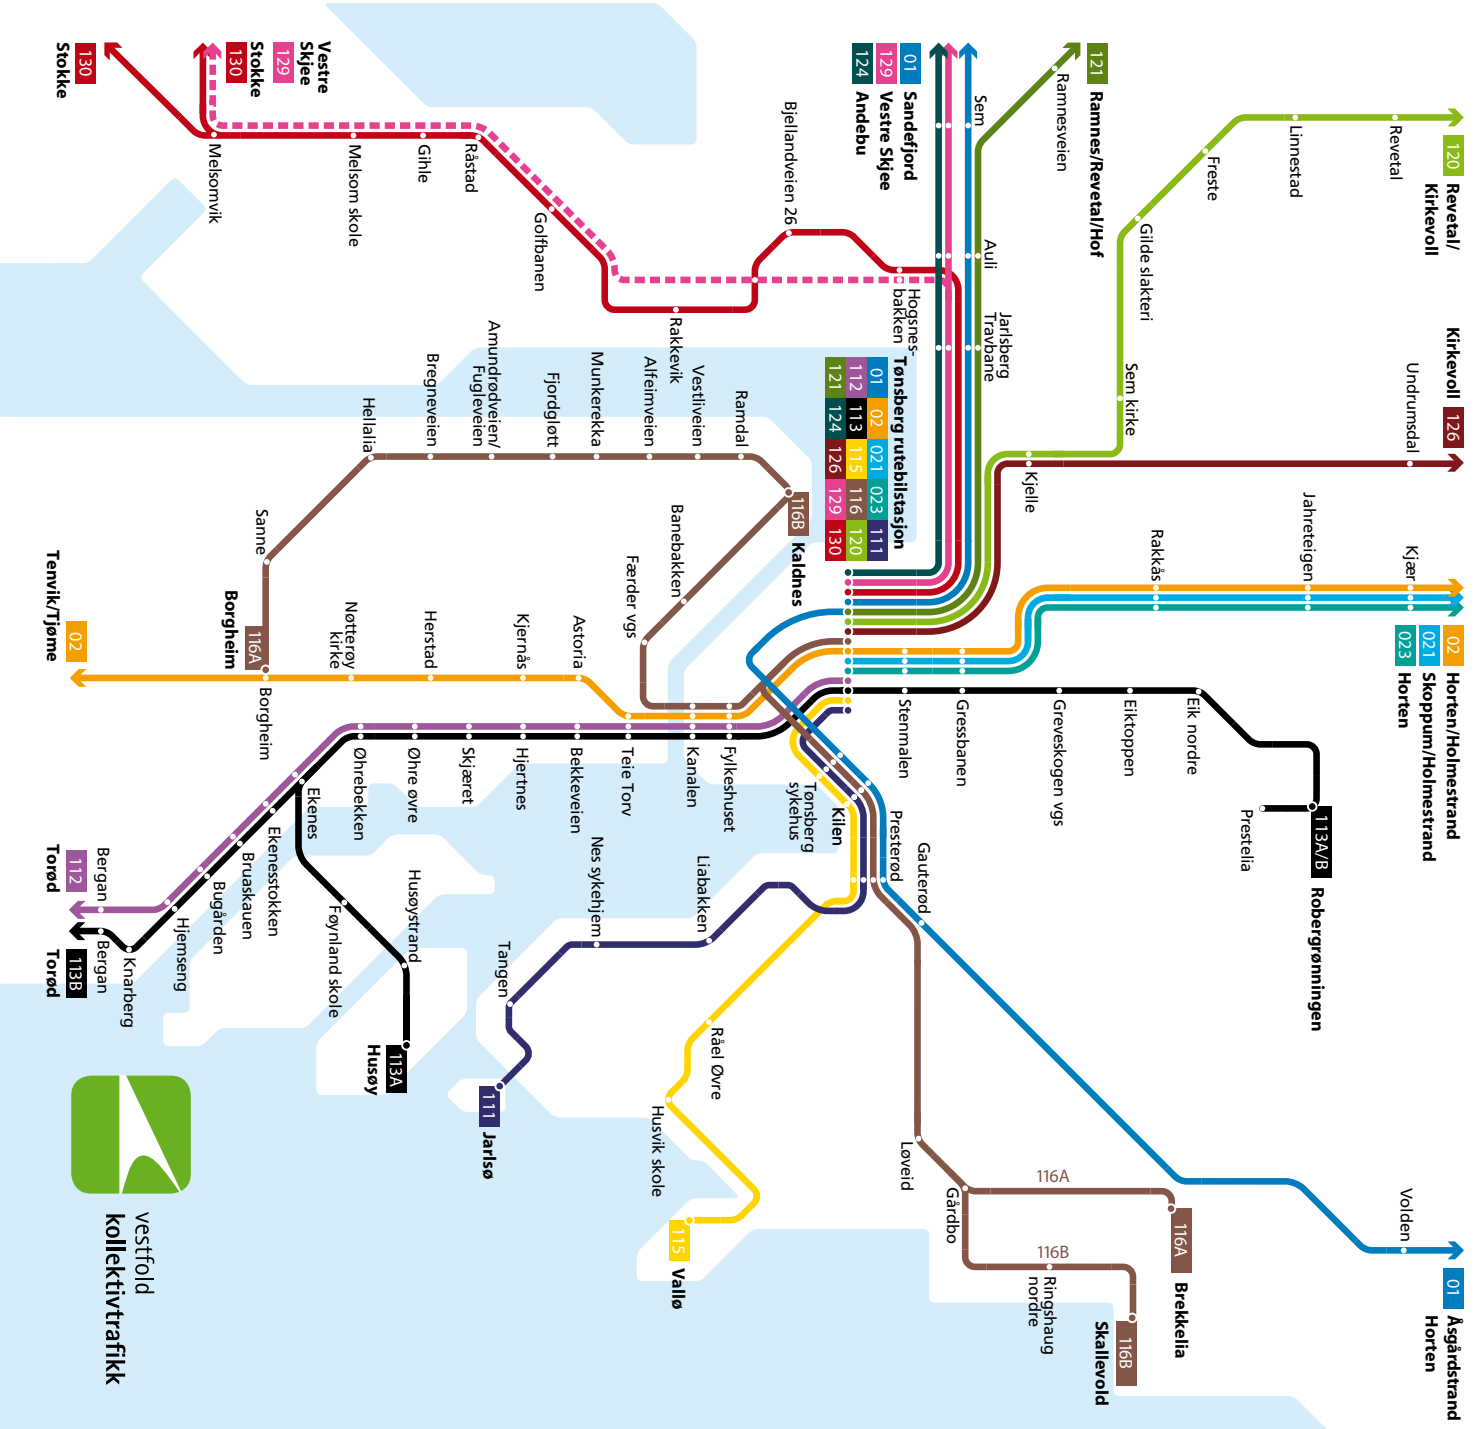 130
Stokke
Vestre
Skjee
129
Stokke
130
01
129
124
Sandefjord
Vestre Skjee
Andebu
121
Ramnes/Revetal/Hof
120
Revetal/
Kirkevoll
Kirkevoll
126
Revetal
Linnestad
Freste
Gilde slakteri
Sem kirke
Undrumsdal
Kjelle
Ramnesveien
Sem
Auli
Jarlsberg
Travbane
Hogsnes-
bakken
Bjellandveien 26
Rakkevik
Golfbanen
Råstad
Gihle
Melsom skole
Melsomvik
Tønsberg rutebilstasjon
01
02
021
023
111
112
113
115
116
120
121
124
126
129
130
Ramdal
Vestliveien
Alfeimveien
Munkerekka
Fjordgløtt
Amundrødveien/
Fugleveien
Bregneveien
Hellalia
Sanne
116B
Kaldnes
Banebakken
Færder vgs
Borgheim
116A
Tenvik/Tjøme
02
Astoria
Kjernås
Herstad
Nøtterøy
kirke
Borgheim
Kjær
Jahreteigen
Rakkås
02
021
023
Horten/Holmestrand
Skoppum/Holmestrand
Horten
Stenmalen
Gressbanen
Greveskogen vgs
Eiktoppen
Eik nordre
Prestelia
113A/B
Robergrønningen
Fylkeshuset
Kanalen
Teie Torv
Bekkeveien
Hjertnes
Skjæret
Øhre øvre
Øhrebekken
Ekenes
Ekenesstokken
Bruaskauen
Bugården
Hjemseng
Knarberg
Bergan
Bergan
Torød
112
Torød
113B
Føynland skole
Husøystrand
113A
Husøy
Tønsberg
sykehus
Kilen
Presterød
Gauterød
Liabakken
Nes sykehjem
Tangen
111
Jarlsø
Råel Øvre
Husvik skole
115
Vallø
Løveid
Gårdbo
116A
116A
Brekkelia
116B
Ringshaug
nordre
116B
Skallevold
Volden
01
Åsgårdstrand
Horten
vestfold
kollektivtrafikk